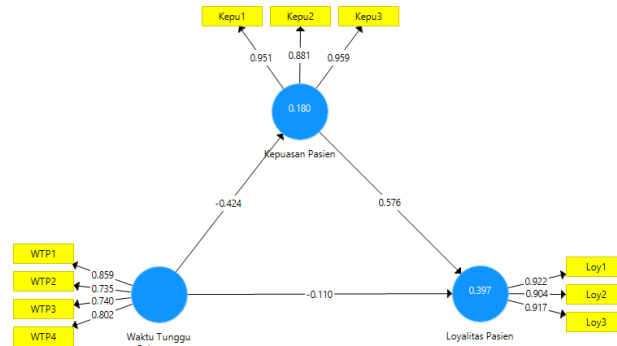 Kepu1 Kepu2 Kepu3
0.951 0.881 0.959
0.180
Kepuasan Pasien
-0.424 0.576
WTP1
WTP2
WTP3
WTP4
0.859
0.735
0.740
0.802
-0.110
0.397
0.922
0.904
0.917
Loy1
Loy2
Loy3
Waktu Tunggu
Loyalitas Pasien